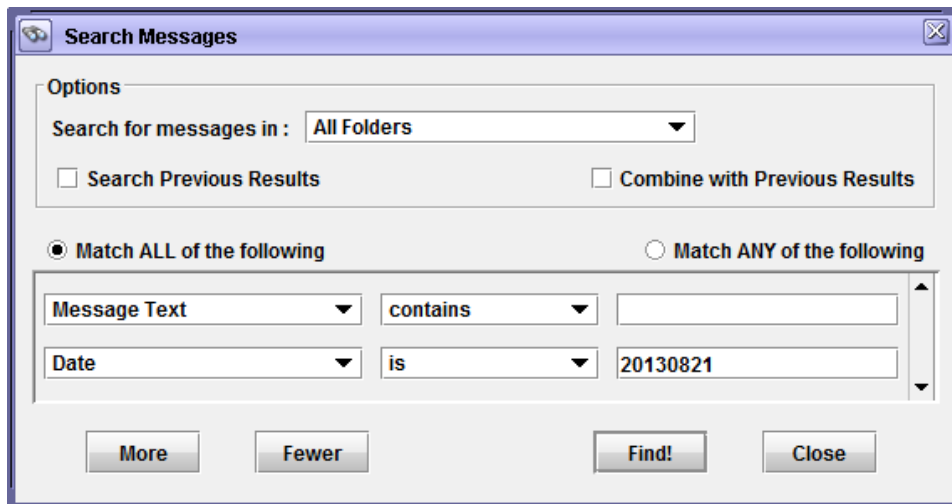 Search Messages
Options
Search for messages in : All Folders
Search Previous Results Combine with Previous Results
Match ALL of the following Match ANY of the following
Message Text contains
Date is 20130821
More Fewer Find! Close